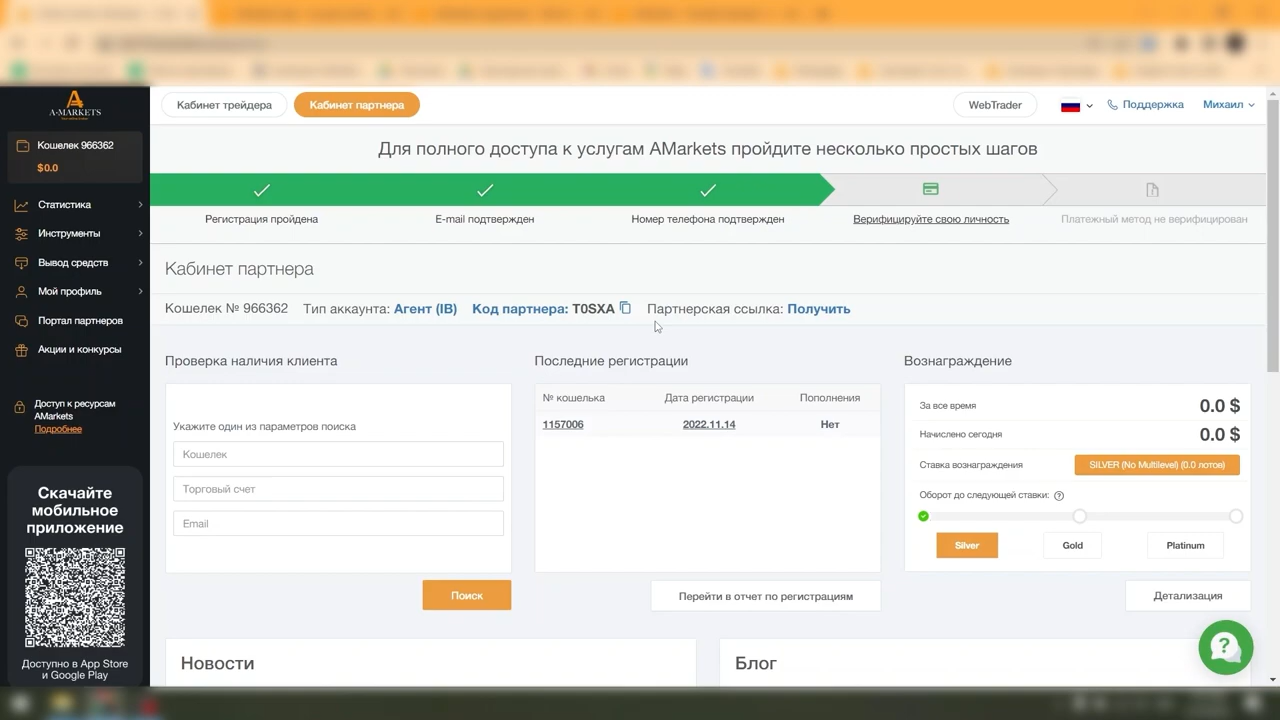 A-MARKETS
Кабинет трейдера
Кабинет партнера
WebTrader
Поддержка
Михаил
Кошелек 966362
$0.0
Статистика
Инструменты
Вывод средств
Мой профиль
Портал партнеров
Акции и конкурсы
Доступ к ресурсам
AMarkets
Подробнее
Скачайте
мобильное
приложение
Доступно в App Store
и Google Play
Для полного доступа к услугам AMarkets пройдите несколько простых шагов
Регистрация пройдена
E-mail подтвержден
Номер телефона подтвержден
Верифицируйте свою личность
Платежный метод не верифицирован
Кабинет партнера
Кошелек № 966362 Тип аккаунта: Агент (IB) Код партнера: T0SXA Партнерская ссылка: Получить
Проверка наличия клиента
Укажите один из параметров поиска
Кошелек
Торговый счет
Email
Поиск
Последние регистрации
№ кошелька Дата регистрации Пополнения
1157006 2022.11.14 Нет
Перейти в отчет по регистрациям
Вознаграждение
За все время 0.0 $
Начислено сегодня 0.0 $
Ставка вознаграждения SILVER (No Multilevel) (0.0 лотов)
Оборот до следующей ставки: ?
Silver Gold Platinum
Детализация
Новости
Блог
?